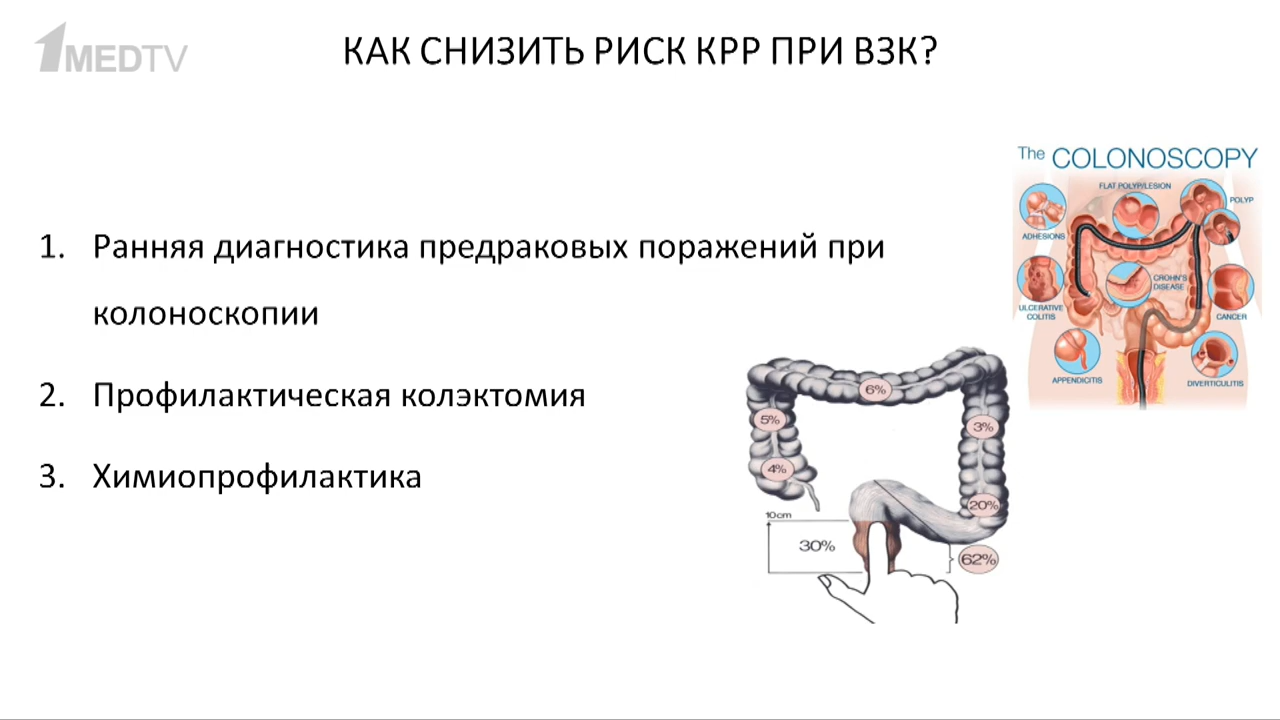 1MEDTV
КАК СНИЗИТЬ РИСК КРР ПРИ ВЗК?
1. Ранняя диагностика предраковых поражений при
колоноскопии
2. Профилактическая колэктомия
3. Химиопрофилактика
The COLONOSCOPY
FLAT POLYP/LESION
POLYP
ADHESIONS
CROHN'S
DISEASE
ULCERATIVE
COLITIS
CANCER
APPENDICITIS
DIVERTICULITIS
6%
5%
3%
4%
20%
10cm
30%
62%